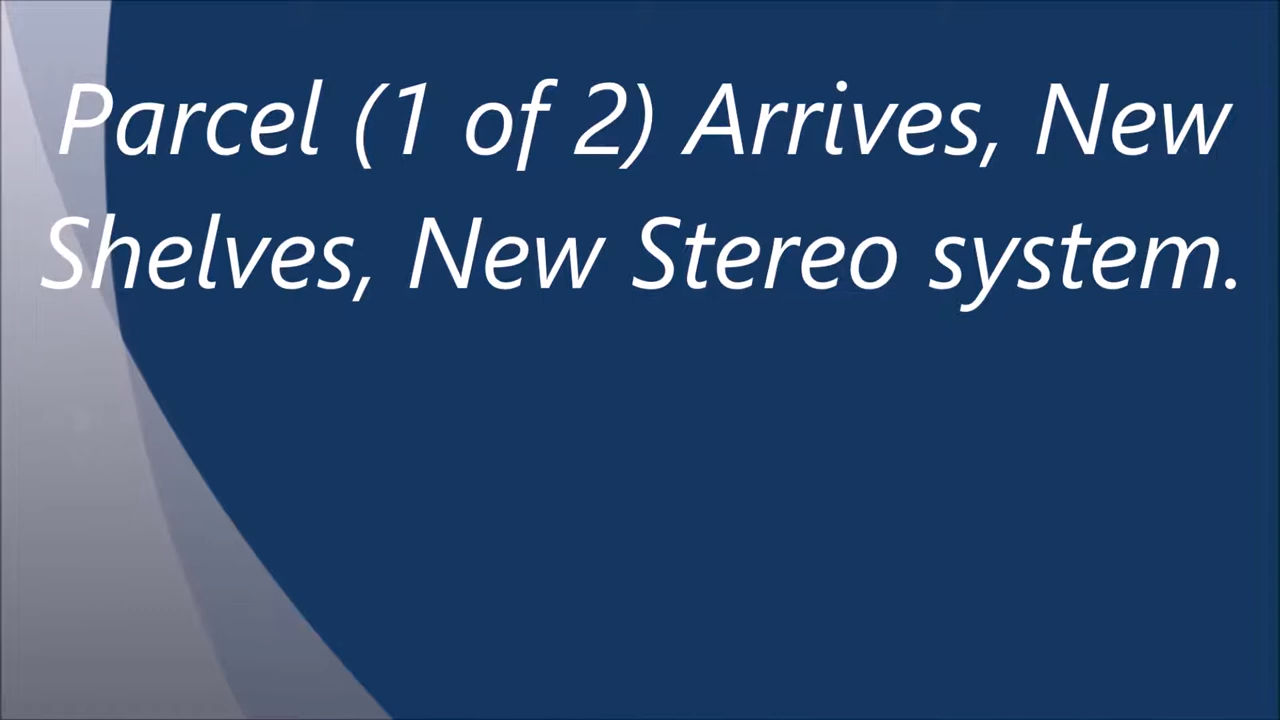 Parcel (1 of 2) Arrives, New
Shelves, New Stereo system.